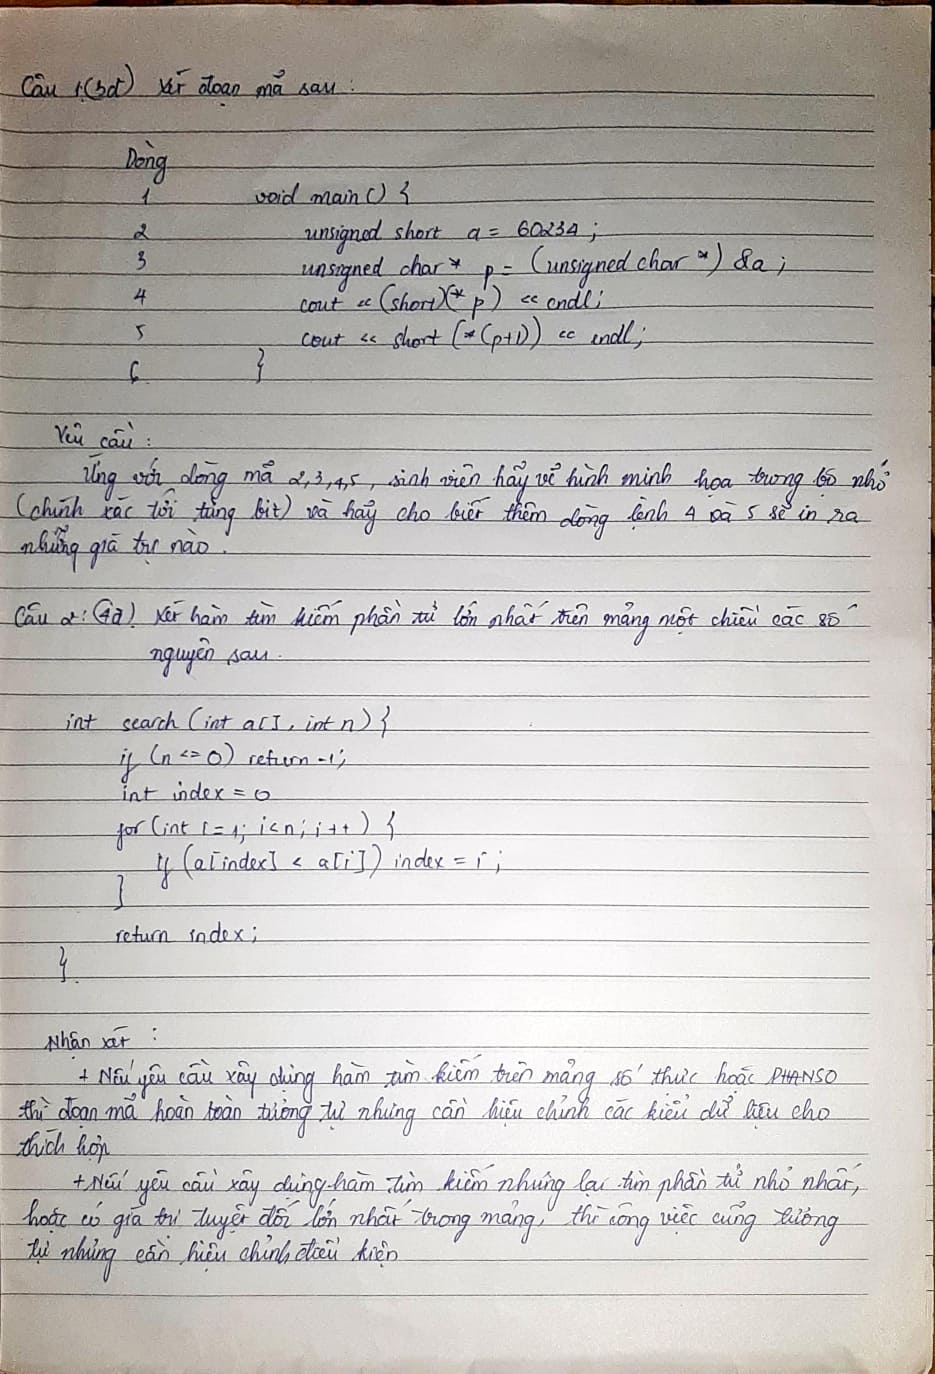 Câu 1(3đ) Xét đoạn mã sau:
Dòng
1 void main() {
2 unsigned short a = 60234;
3 unsigned char* p = (unsigned char *) &a;
4 cout << (short)(*p) << endl;
5 cout << short (*(p+1)) << endl;
6 }
Yêu cầu:
Ứng với dòng mã 2,3,4,5, sinh viên hãy vẽ hình minh họa trong bộ nhớ
(chính xác tới từng bit) và hãy cho biết thêm dòng lệnh 4 và 5 sẽ in ra
những giá trị nào.
Câu 2: (4đ) Xét hàm tìm kiếm phần tử lớn nhất trên mảng một chiều các số
nguyên sau.
int search (int a[], int n) {
if (n <= 0) return -1;
int index = 0
for (int i = 1; i < n; i++) {
if (a[index] < a[i]) index = i;
}
return index;
}.
Nhận xét:
+ Nếu yêu cầu xây dựng hàm tìm kiếm trên mảng số thực hoặc PHANSO
thì đoạn mã hoàn toàn tương tự nhưng cần hiệu chỉnh các kiểu dữ liệu cho
thích hợp
+ Nếu yêu cầu xây dựng hàm tìm kiếm nhưng lại tìm phần tử nhỏ nhất,
hoặc có giá trị tuyệt đối lớn nhất trong mảng, thì công việc cũng tương
tự nhưng cần hiệu chỉnh điều kiện